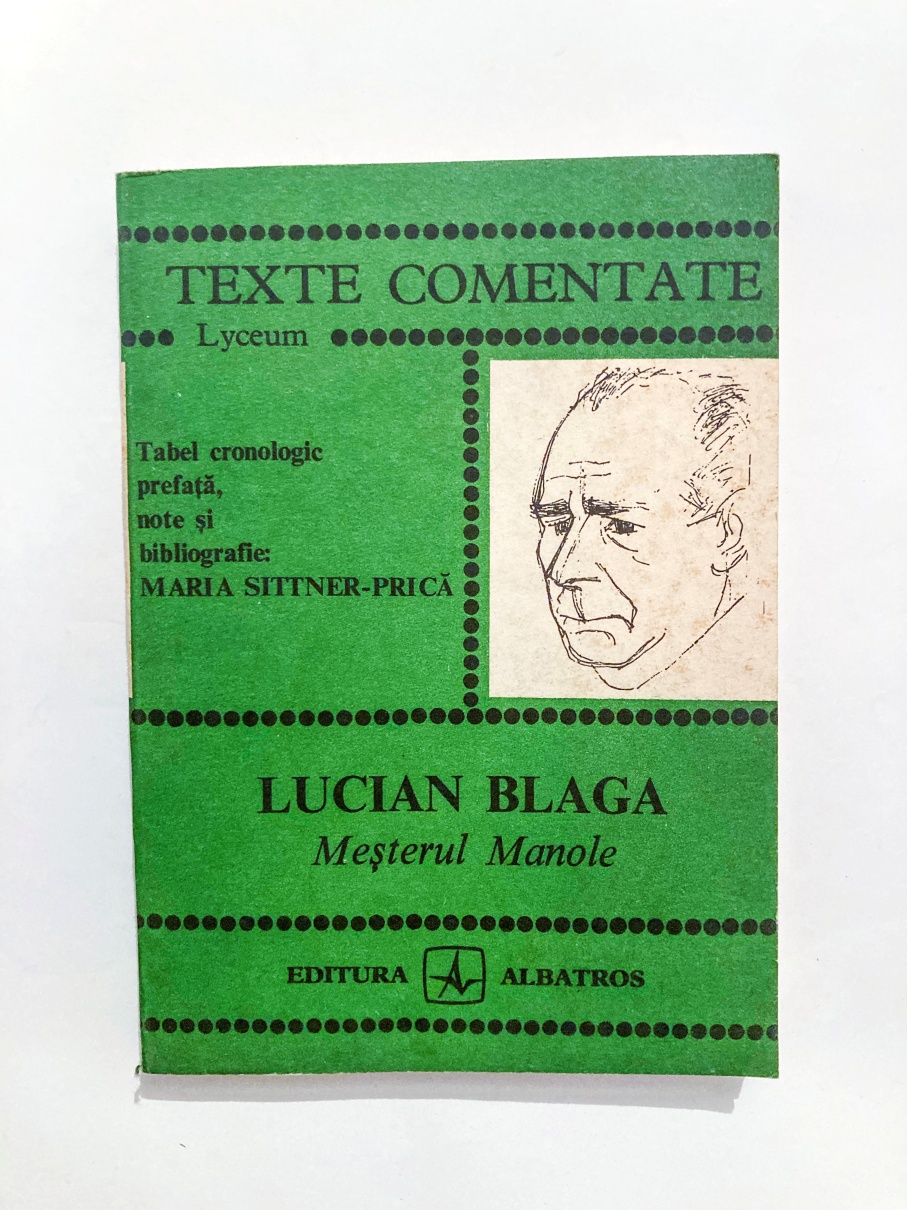 TEXTE COMENTATE
Lyceum
Tabel cronologic
prefață,
note și
bibliografie:
MARIA SITTNER-PRICĂ
LUCIAN BLAGA
Meșterul Manole
EDITURA ALBATROS